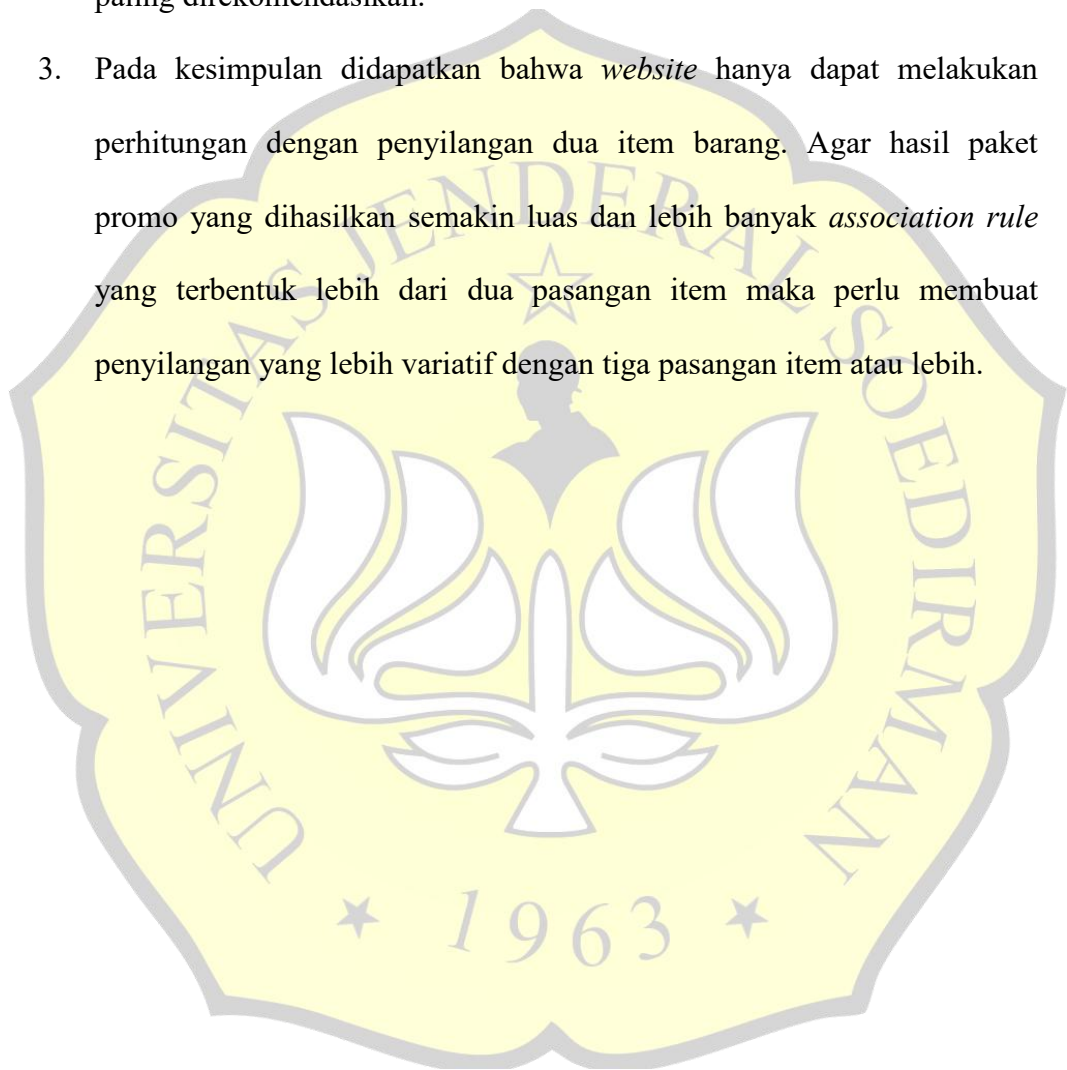 paling direkomendasikan.
3. Pada kesimpulan didapatkan bahwa website hanya dapat melakukan
perhitungan dengan penyilangan dua item barang. Agar hasil paket
promo yang dihasilkan semakin luas dan lebih banyak association rule
yang terbentuk lebih dari dua pasangan item maka perlu membuat
penyilangan yang lebih variatif dengan tiga pasangan item atau lebih.
UNIVERSITAS JENDERAL SOEDIRMAN
1963